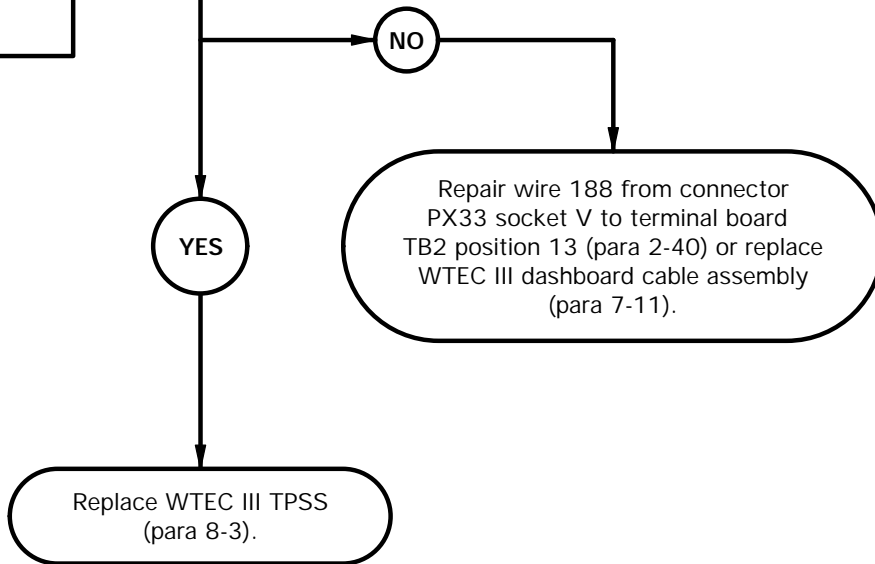 NO
Repair wire 188 from connector
PX33 socket V to terminal board
TB2 position 13 (para 2-40) or replace
WTEC III dashboard cable assembly
(para 7-11).
YES
Replace WTEC III TPSS
(para 8-3).